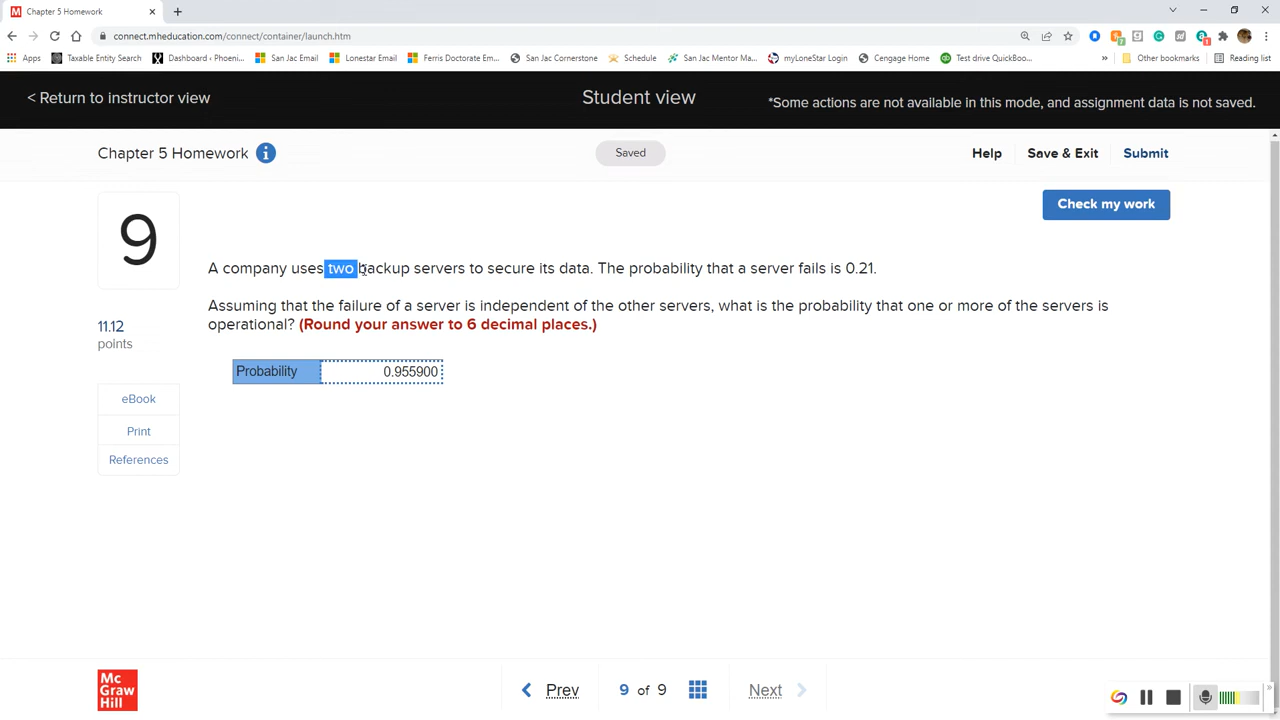 M Chapter 5 Homework × +
connect.mheducation.com/connect/container/launch.htm
Apps Taxable Entity Search Dashboard ‹ Phoeni... San Jac Email Lonestar Email Ferris Doctorate Em... San Jac Cornerstone Schedule San Jac Mentor Ma... myLoneStar Login Cengage Home Test drive QuickBoo... » Other bookmarks Reading list
< Return to instructor view Student view *Some actions are not available in this mode, and assignment data is not saved.
Chapter 5 Homework i Saved Help Save & Exit Submit
Check my work
9
A company uses two backup servers to secure its data. The probability that a server fails is 0.21.
Assuming that the failure of a server is independent of the other servers, what is the probability that one or more of the servers is
operational? (Round your answer to 6 decimal places.)
11.12
points
Probability 0.955900
eBook
Print
References
Mc
Graw
Hill
Prev 9 of 9 Next